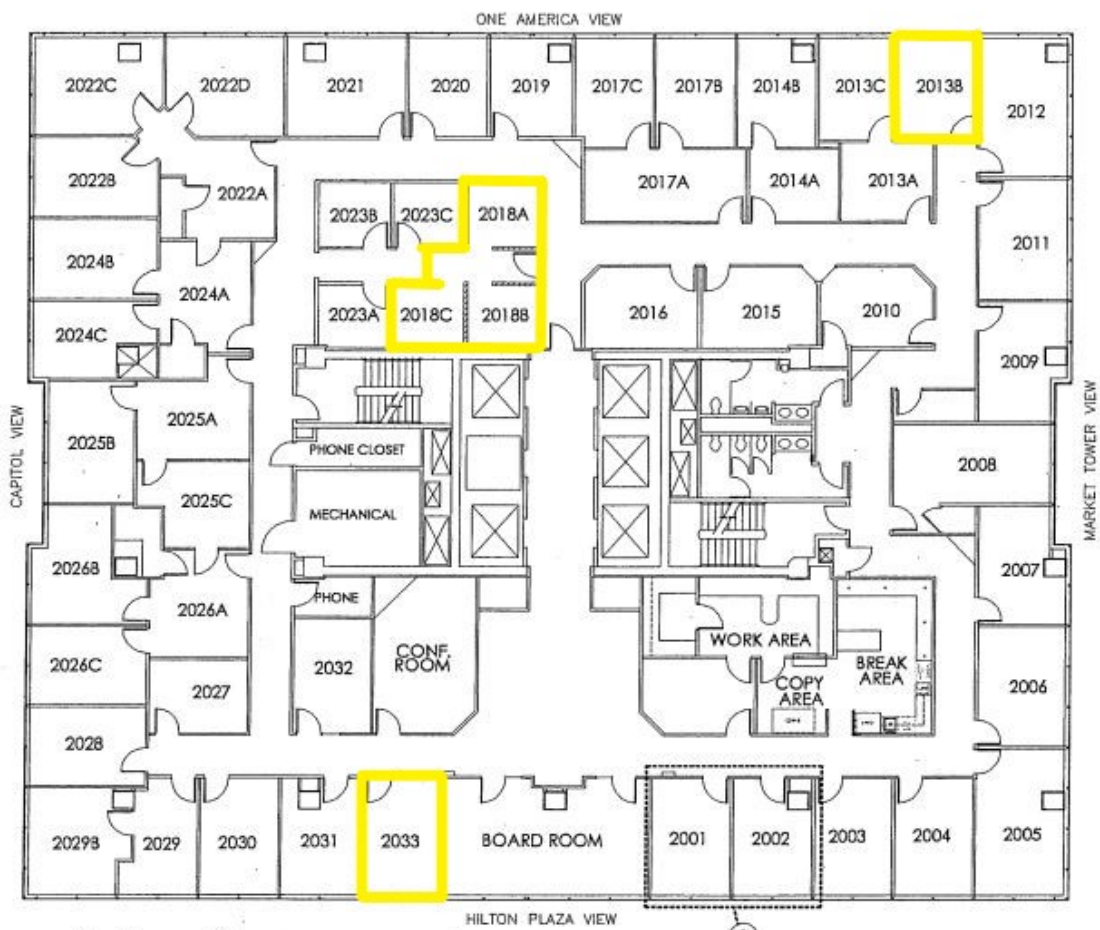 ONE AMERICA VIEW
2022C
2022D
2021
2020
2019
2017C
2017B
2014B
2013C
2013B
2012
2022B
2022A
2017A
2014A
2013A
2023B
2023C
2018A
2011
2024B
2024A
2024C
2023A
2018C
2018B
2016
2015
2010
2009
CAPITOL VIEW
MARKET TOWER VIEW
2025A
2025B
2025C
PHONE CLOSET
MECHANICAL
2008
2026B
2026A
2007
PHONE
2026C
2027
2032
CONF.
ROOM
WORK AREA
COPY
AREA
BREAK
AREA
2006
2028
2029B
2029
2030
2031
2033
BOARD ROOM
2001
2002
2003
2004
2005
HILTON PLAZA VIEW